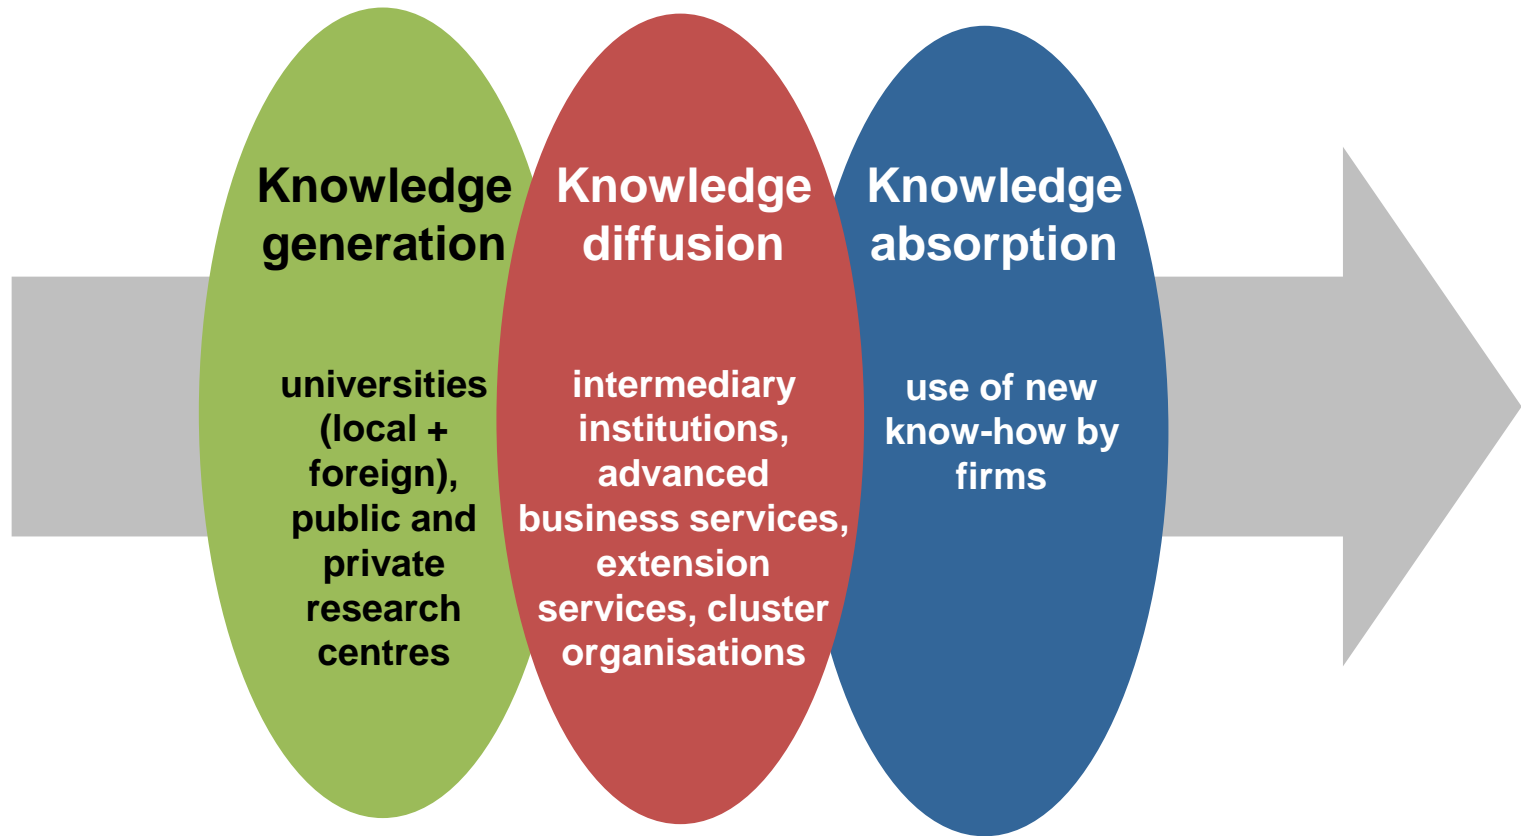 Knowledge
generation
universities
(local +
foreign),
public and
private
research
centres
Knowledge
diffusion
intermediary
institutions,
advanced
business services,
extension
services, cluster
organisations
Knowledge
absorption
use of new
know-how by
firms